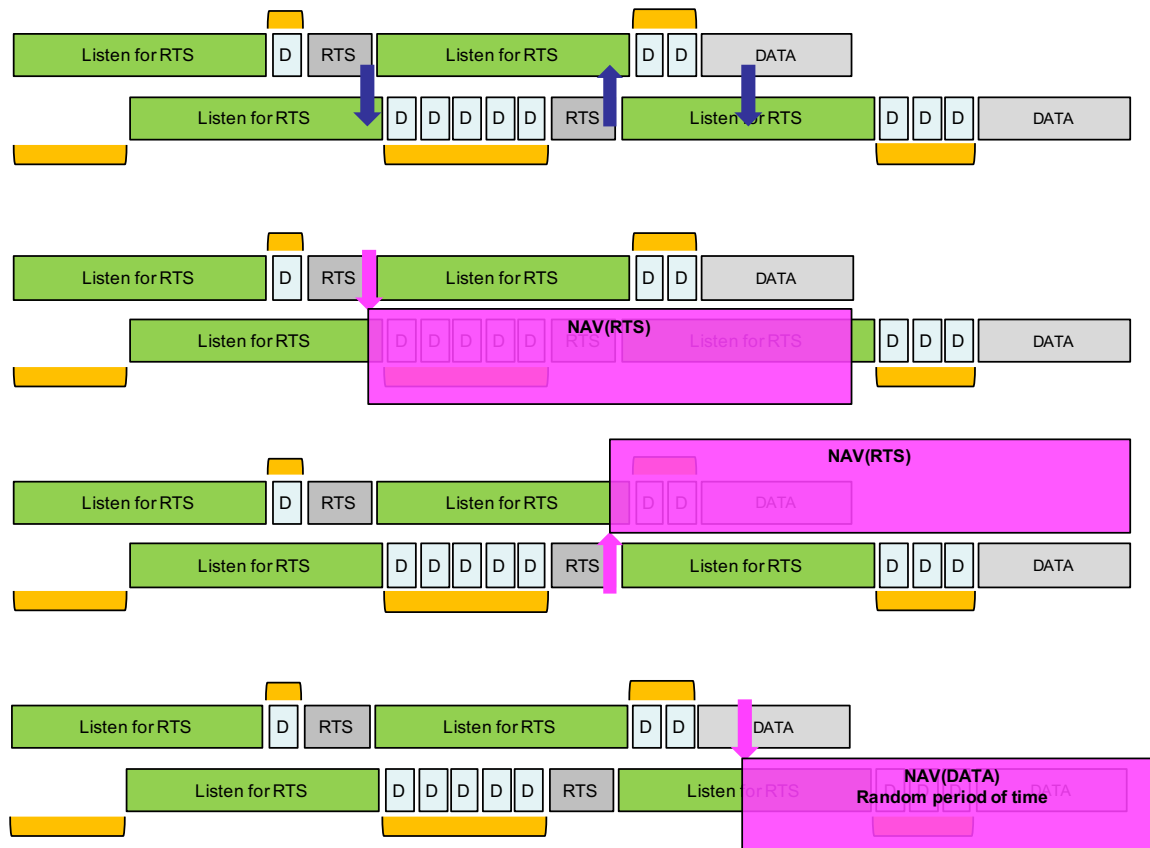 Listen for RTS D RTS Listen for RTS D D DATA
Listen for RTS D D D D D RTS Listen for RTS D D D DATA
Listen for RTS D RTS Listen for RTS D D DATA
NAV(RTS)
Listen for RTS D D D D D RTS Listen for RTS D D D DATA
NAV(RTS)
Listen for RTS D RTS Listen for RTS D D DATA
Listen for RTS D D D D D RTS Listen for RTS D D D DATA
Listen for RTS D RTS Listen for RTS D D DATA
NAV(DATA)
Listen for RTS D D D D D RTS Listen for RTS D D D DATA
Random period of time